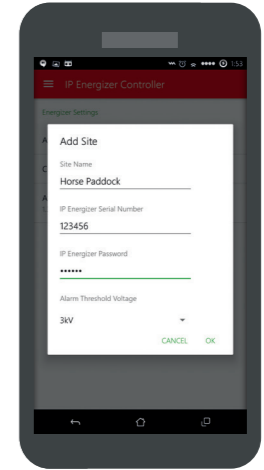 1:53
IP Energizer Controller
Energizer Settings
Add Site
Site Name
Horse Paddock
IP Energizer Serial Number
123456
IP Energizer Password
••••••
Alarm Threshold Voltage
3kV
CANCEL OK